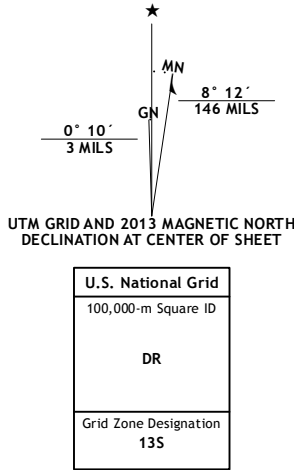 MN
GN
8° 12´
146 MILS
0° 10´
3 MILS
UTM GRID AND 2013 MAGNETIC NORTH
DECLINATION AT CENTER OF SHEET
U.S. National Grid
100,000-m Square ID
DR
Grid Zone Designation
13S